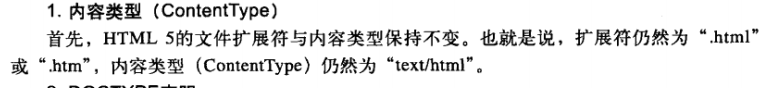 1. 内容类型（ContentType）
首先，HTML 5的文件扩展符与内容类型保持不变。也就是说，扩展符仍然为“.html”
或“.htm”，内容类型（ContentType）仍然为“text/html”。